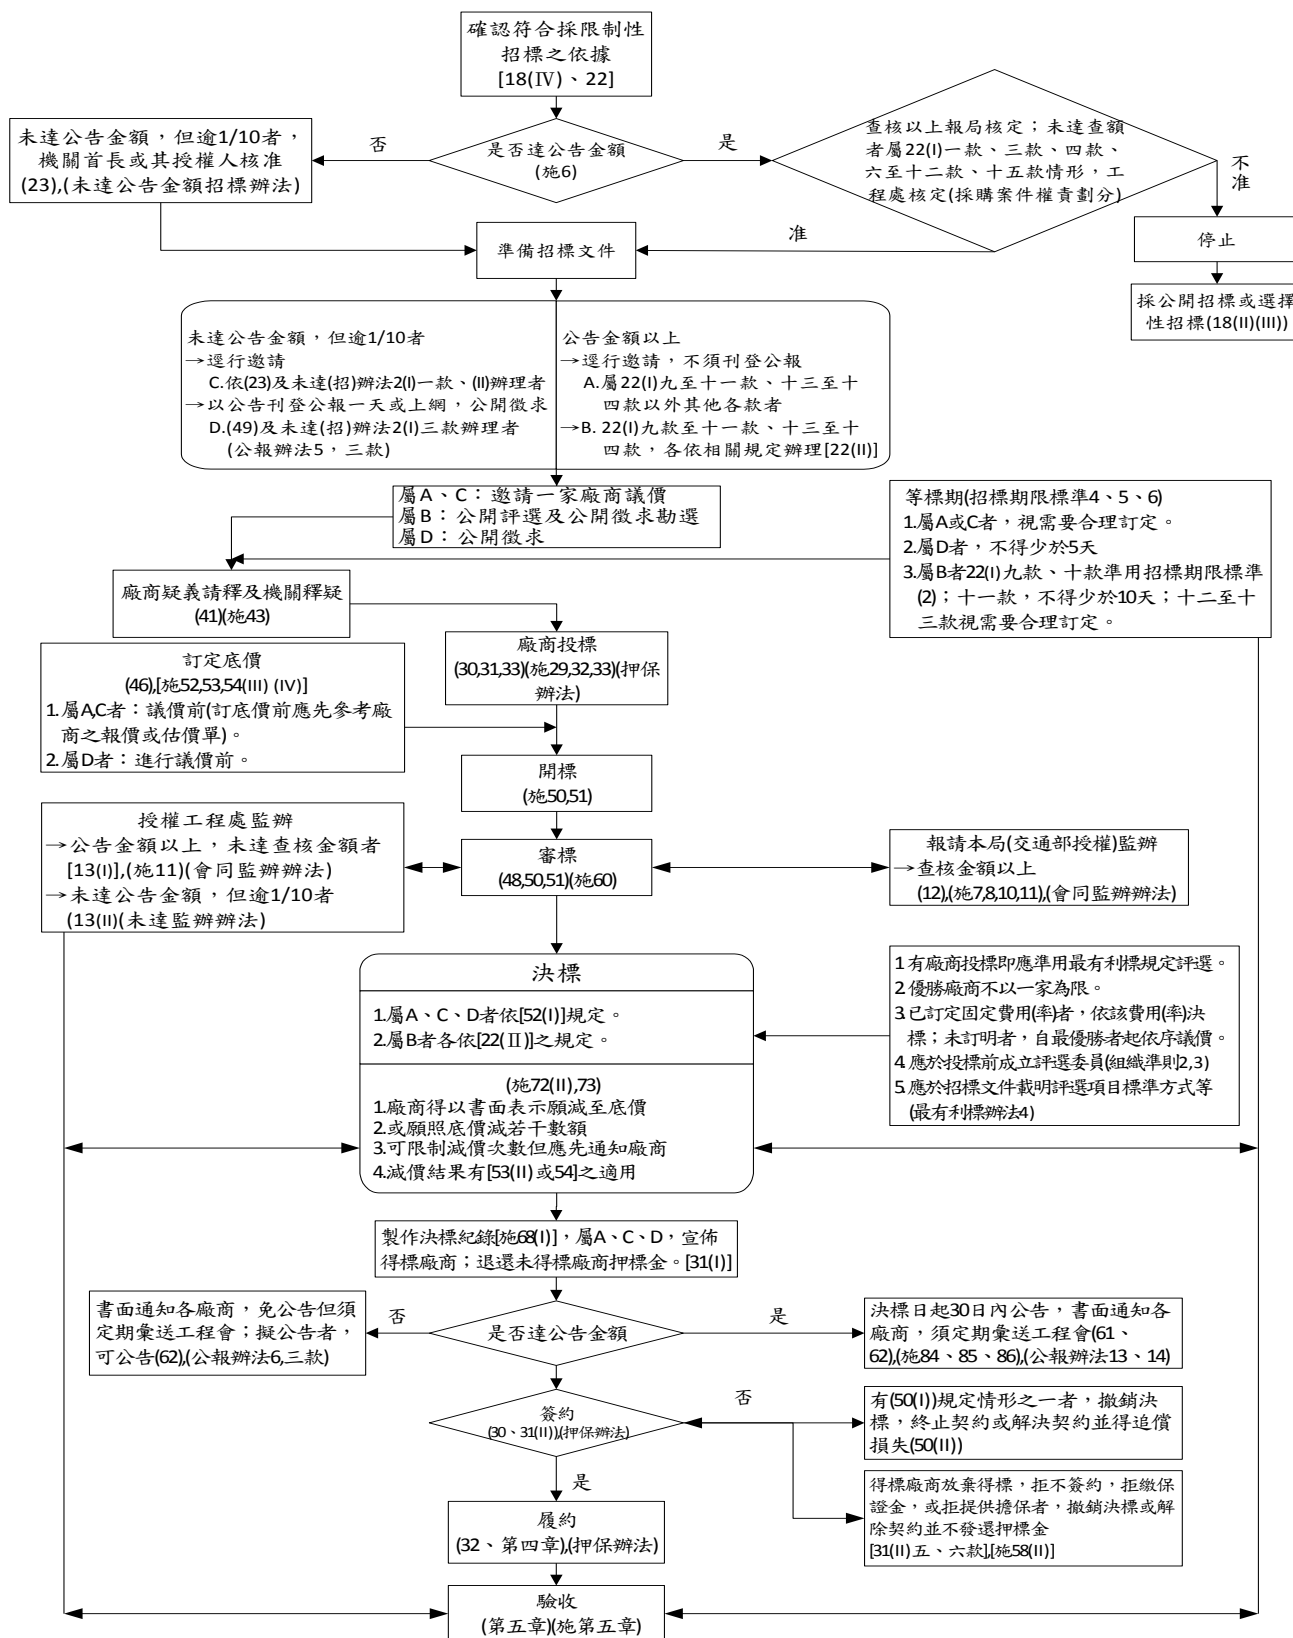 確認符合採限制性
招標之依據
[18(IV)、22]
未達公告金額，但逾1/10者，
機關首長或其授權人核准
(23),(未達公告金額招標辦法)
否
是否達公告金額
(施6)
是
查核以上報局核定；未達查額
者屬22(I)一款、三款、四款、
六至十二款、十五款情形，工
程處核定(採購案件權責劃分)
不
准
准
準備招標文件
停止
採公開招標或選擇
性招標(18(II)(III))
未達公告金額，但逾1/10者
→逕行邀請
C.依(23)及未達(招)辦法2(I)一款、(II)辦理者
→以公告刊登公報一天或上網，公開徵求
D.(49)及未達(招)辦法2(I)三款辦理者
(公報辦法5，三款)
公告金額以上
→逕行邀請，不須刊登公報
A.屬22(I)九至十一款、十三至十
四款以外其他各款者
→B. 22(I)九款至十一款、十三至十
四款，各依相關規定辦理[22(II)]
屬A、C：邀請一家廠商議價
屬B：公開評選及公開徵求勘選
屬D：公開徵求
等標期(招標期限標準4、5、6)
1.屬A或C者，視需要合理訂定。
2.屬D者，不得少於5天
3.屬B者22(I)九款、十款準用招標期限標準
(2)；十一款，不得少於10天；十二至十
三款視需要合理訂定。
廠商疑義請釋及機關釋疑
(41)(施43)
廠商投標
(30,31,33)(施29,32,33)(押保
辦法)
訂定底價
(46),[施52,53,54(III) (IV)]
1.屬A,C者：議價前(訂底價前應先參考廠
商之報價或估價單)。
2.屬D者：進行議價前。
開標
(施50,51)
授權工程處監辦
→公告金額以上，未達查核金額者
[13(I)],(施11)(會同監辦辦法)
→未達公告金額，但逾1/10者
(13(II)(未達監辦辦法)
審標
(48,50,51)(施60)
報請本局(交通部授權)監辦
→查核金額以上
(12),(施7,8,10,11),(會同監辦辦法)
決標
1.屬A、C、D者依[52(I)]規定。
2.屬B者各依[22(Ⅱ)]之規定。
(施72(II),73)
1.廠商得以書面表示願減至底價
2.或願照底價減若干數額
3.可限制減價次數但應先通知廠商
4.減價結果有[53(II)或54]之適用
1.有廠商投標即應準用最有利標規定評選。
2.優勝廠商不以一家為限。
3.已訂定固定費用(率)者，依該費用(率)決
標；未訂明者，自最優勝者起依序議價。
4.應於投標前成立評選委員(組織準則2,3)
5.應於招標文件載明評選項目標準方式等
(最有利標辦法4)
製作決標紀錄[施68(I)]，屬A、C、D，宣佈
得標廠商；退還未得標廠商押標金。[31(I)]
書面通知各廠商，免公告但須
定期彙送工程會；擬公告者，
可公告(62),(公報辦法6,三款)
否
是否達公告金額
是
決標日起30日內公告，書面通知各
廠商，須定期彙送工程會(61、
62),(施84、85、86),(公報辦法13、14)
簽約
(30、31(II)),(押保辦法)
否
有(50(I))規定情形之一者，撤銷決
標，終止契約或解決契約並得追償
損失(50(II))
是
得標廠商放棄得標，拒不簽約，拒繳保
證金，或拒提供擔保者，撤銷決標或解
除契約並不發還押標金
[31(II)五、六款],[施58(II)]
履約
(32、第四章),(押保辦法)
驗收
(第五章)(施第五章)